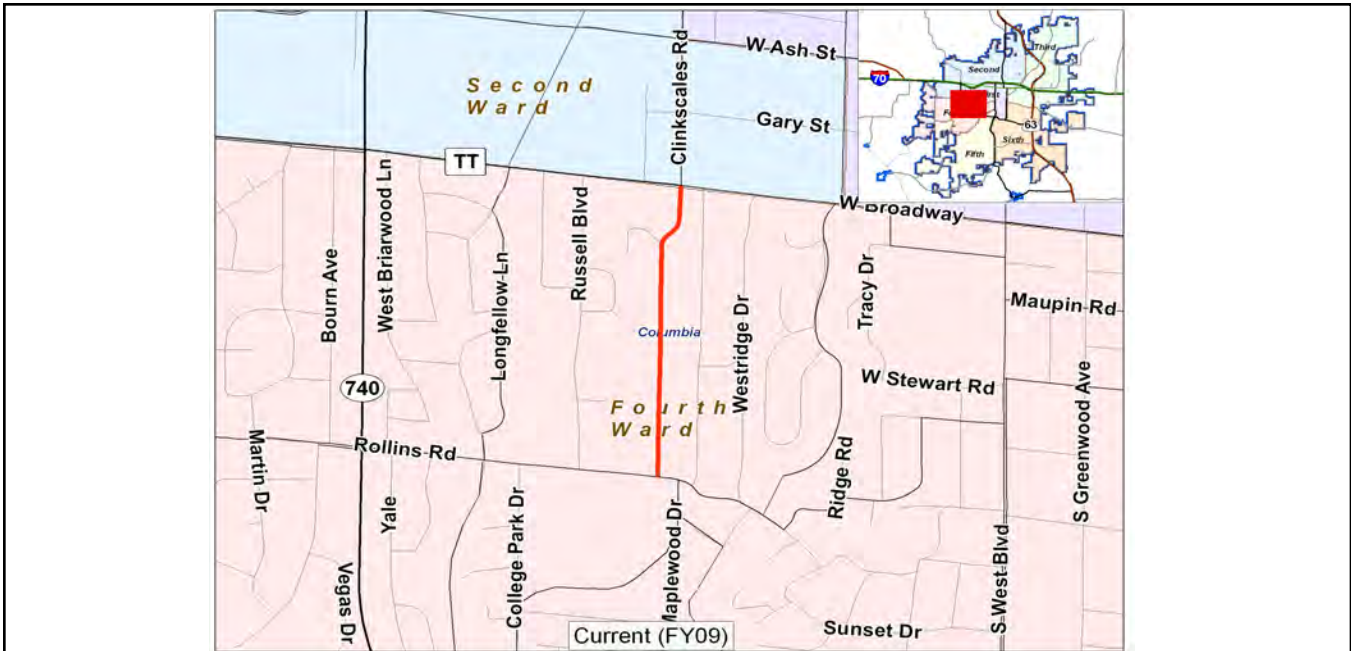 W Ash St
Second
Ward
Clinkscales Rd
Gary St
TT
Third
Second
70
63
Sixth
Fifth
W Broadway
Bourn Ave
West Briarwood Ln
Longfellow Ln
Russell Blvd
Columbia
Westridge Dr
Tracy Dr
Maupin Rd
740
W Stewart Rd
Fourth
Ward
S Greenwood Ave
Rollins Rd
Martin Dr
Yale
College Park Dr
Maplewood Dr
Ridge Rd
S West Blvd
Vegas Dr
Current (FY09)
Sunset Dr